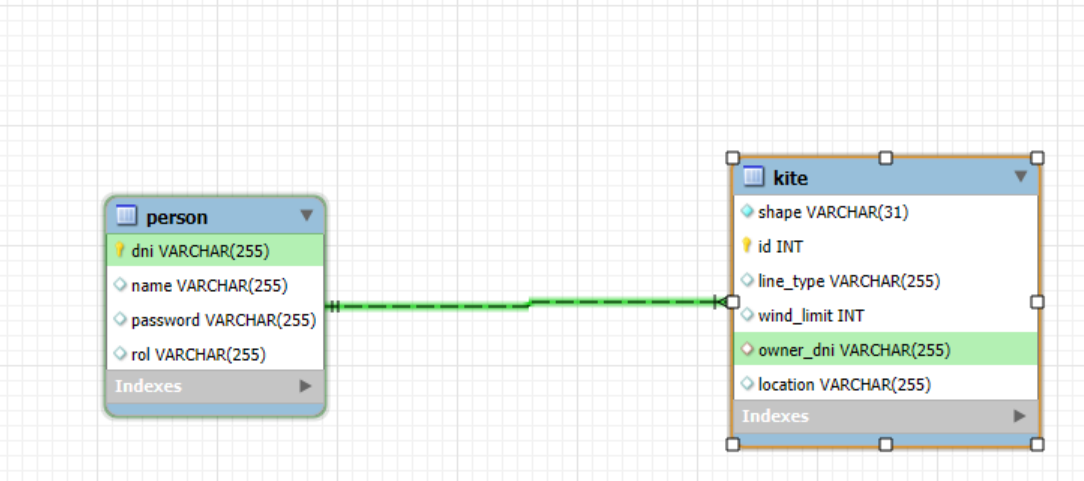 person
dni VARCHAR(255)
name VARCHAR(255)
password VARCHAR(255)
rol VARCHAR(255)
Indexes
kite
shape VARCHAR(31)
id INT
line_type VARCHAR(255)
wind_limit INT
owner_dni VARCHAR(255)
location VARCHAR(255)
Indexes